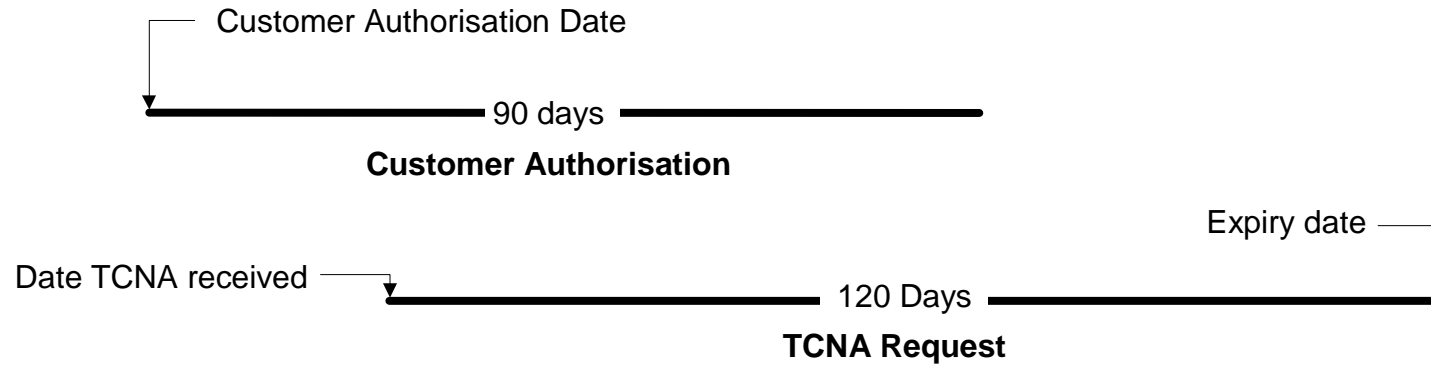 Customer Authorisation Date
90 days
Customer Authorisation
Expiry date
Date TCNA received
120 Days
TCNA Request